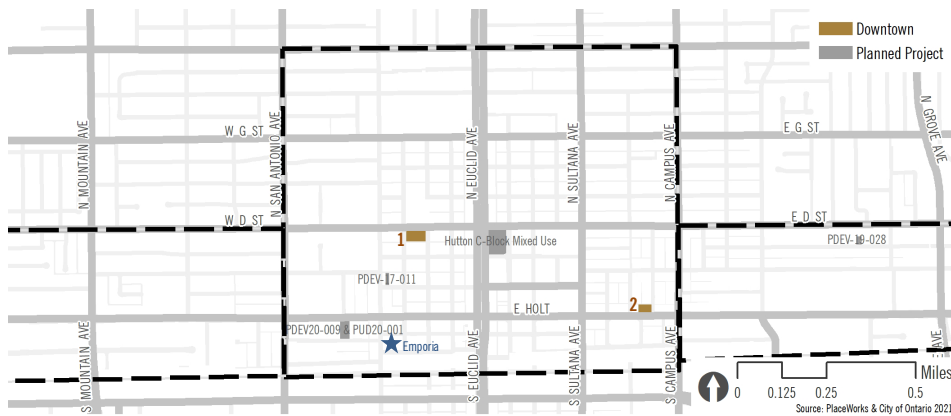 Downtown
Planned Project
W G ST
E G ST
N MOUNTAIN AVE
N SAN ANTONIO AVE
N EUCLID AVE
N SULTANA AVE
N CAMPUS AVE
N GROVE AVE
W D ST
E D ST
1
Hutton C-Block Mixed Use
PDEV-19-028
PDEV-17-011
2
E HOLT
PDEV20-009 & PUD20-001
Emporia
S MOUNTAIN AVE
S EUCLID AVE
S SULTANA AVE
S CAMPUS AVE
E AVE
Miles
0 0.125 0.25 0.5
Source: PlaceWorks & City of Ontario 2021